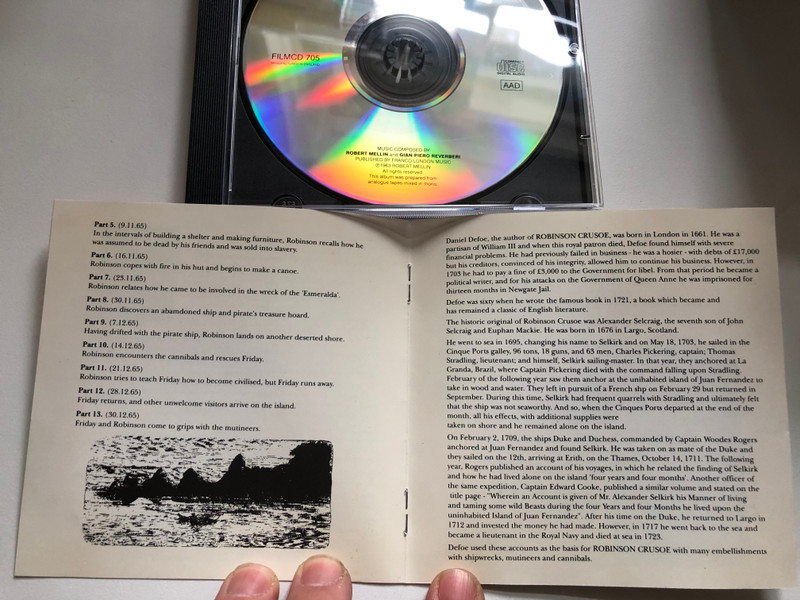 FILMCD 705
MANUFACTURED IN ENGLAND
COMPACT
disc
DIGITAL AUDIO
AAD
MUSIC COMPOSED BY
ROBERT MELLIN and GIAN PIERO REVERBERI
PUBLISHED BY FRANCO LONDON MUSIC
All rights reserved
This album was prepared from
analogue tapes mixed in mono.
Part 5. (9.11.65)
In the intervals of building a shelter and making furniture, Robinson recalls how he
was assumed to be dead by his friends and was sold into slavery.
Part 6. (16.11.65)
Robinson copes with fire in his hut and begins to make a canoe.
Part 7. (23.11.65)
Robinson relates how he came to be involved in the wreck of the 'Esmeralda'.
Part 8. (30.11.65)
Robinson discovers an abandoned ship and pirate's treasure hoard.
Part 9. (7.12.65)
Having drifted with the pirate ship, Robinson lands on another deserted shore.
Part 10. (14.12.65)
Robinson encounters the cannibals and rescues Friday.
Part 11. (21.12.65)
Robinson tries to teach Friday how to become civilised, but Friday runs away.
Part 12. (28.12.65)
Friday returns, and other unwelcome visitors arrive on the island.
Part 13. (30.12.65)
Friday and Robinson come to grips with the mutineers.
Daniel Defoe, the author of ROBINSON CRUSOE, was born in London in 1661. He was a
partisan of William III and when this royal patron died, Defoe found himself with severe
financial problems. He had previously failed in business - he was a hosier - with debts of £17,000
but his creditors, convinced of his integrity, allowed him to continue his business. However, in
1703 he had to pay a fine of £3,000 to the Government for libel. From that period he became a
political writer, and for his attacks on the Government of Queen Anne he was imprisoned for
thirteen months in Newgate Jail.
Defoe was sixty when he wrote the famous book in 1721, a book which became and
has remained a classic of English literature.
The historic original of Robinson Crusoe was Alexander Selcraig, the seventh son of John
Selcraig and Euphan Mackie. He was born in 1676 in Largo, Scotland.
He went to sea in 1695, changing his name to Selkirk and on May 18, 1703, he sailed in the
Cinque Ports galley, 96 tons, 18 guns, and 63 men, Charles Pickering, captain; Thomas
Stradling, lieutenant; and himself, Selkirk sailing-master. In that year, they anchored at La
Granda, Brazil, where Captain Pickering died with the command falling upon Stradling.
February of the following year saw them anchor at the unihabited island of Juan Fernandez to
take in wood and water. They left in pursuit of a French shp on February 29 but returned in
September. During this time, Selkirk had frequent quarrels with Stradling and ultimately felt
that the ship was not seaworthy. And so, when the Cinques Ports departed at the end of the
month, all his effects, with additional supplies were
taken on shore and he remained alone on the island.
On February 2, 1709, the ships Duke and Duchess, commanded by Captain Woodes Rogers
anchored at Juan Fernandez and found Selkirk. He was taken on as mate of the Duke and
they sailed on the 12th, arriving at Erith, on the Thames, October 14, 1711. The following
year, Rogers published an account of his voyages, in which he related the finding of Selkirk
and how he had lived alone on the island 'four years and four months'. Another officer of
the same expedition, Captain Edward Cooke, published a similar volume and stated on the
title page - "Wherein an Account is given of Mr. Alexander Selkirk his Manner of living
and taming some wild Beasts during the four Years and four Months he lived upon the
uninhabited Island of Juan Fernandez". After his time on the Duke, he returned to Largo in
1712 and invested the money he had made. However, in 1717 he went back to the sea and
became a lieutenant in the Royal Navy and died at sea in 1723.
Defoe used these accounts as the basis for ROBINSON CRUSOE with many embellishments
with shipwrecks, mutineers and cannibals.